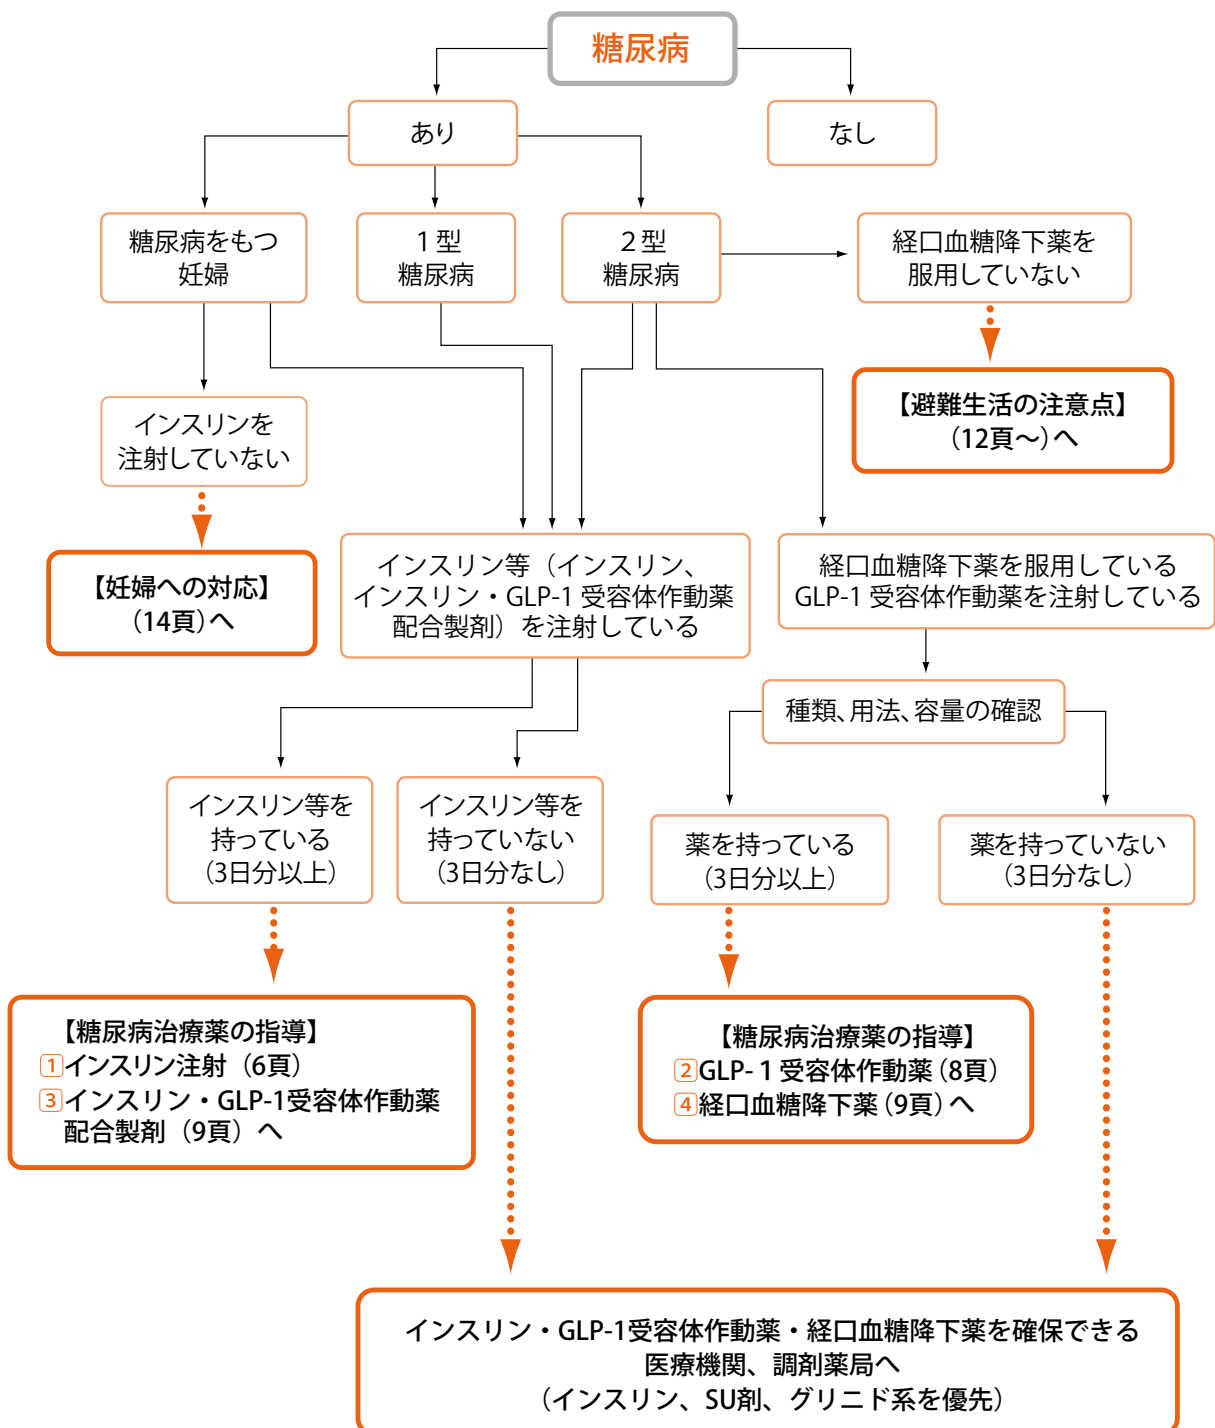 糖尿病
あり
なし
糖尿病をもつ
妊婦
1型
糖尿病
2型
糖尿病
経口血糖降下薬を
服用していない
【避難生活の注意点】
（12頁～）へ
インスリンを
注射していない
【妊婦への対応】
（14頁）へ
インスリン等（インスリン、
インスリン・GLP-1 受容体作動薬
配合製剤）を注射している
経口血糖降下薬を服用している
GLP-1 受容体作動薬を注射している
種類、用法、容量の確認
インスリン等を
持っている
（3日分以上）
インスリン等を
持っていない
（3日分なし）
薬を持っている
（3日分以上）
薬を持っていない
（3日分なし）
【糖尿病治療薬の指導】
1インスリン注射（6頁）
3インスリン・GLP-1受容体作動薬
配合製剤（9頁）へ
【糖尿病治療薬の指導】
2GLP-1 受容体作動薬（8頁）
4経口血糖降下薬（9頁）へ
インスリン・GLP-1受容体作動薬・経口血糖降下薬を確保できる
医療機関、調剤薬局へ
（インスリン、SU剤、グリニド系を優先）